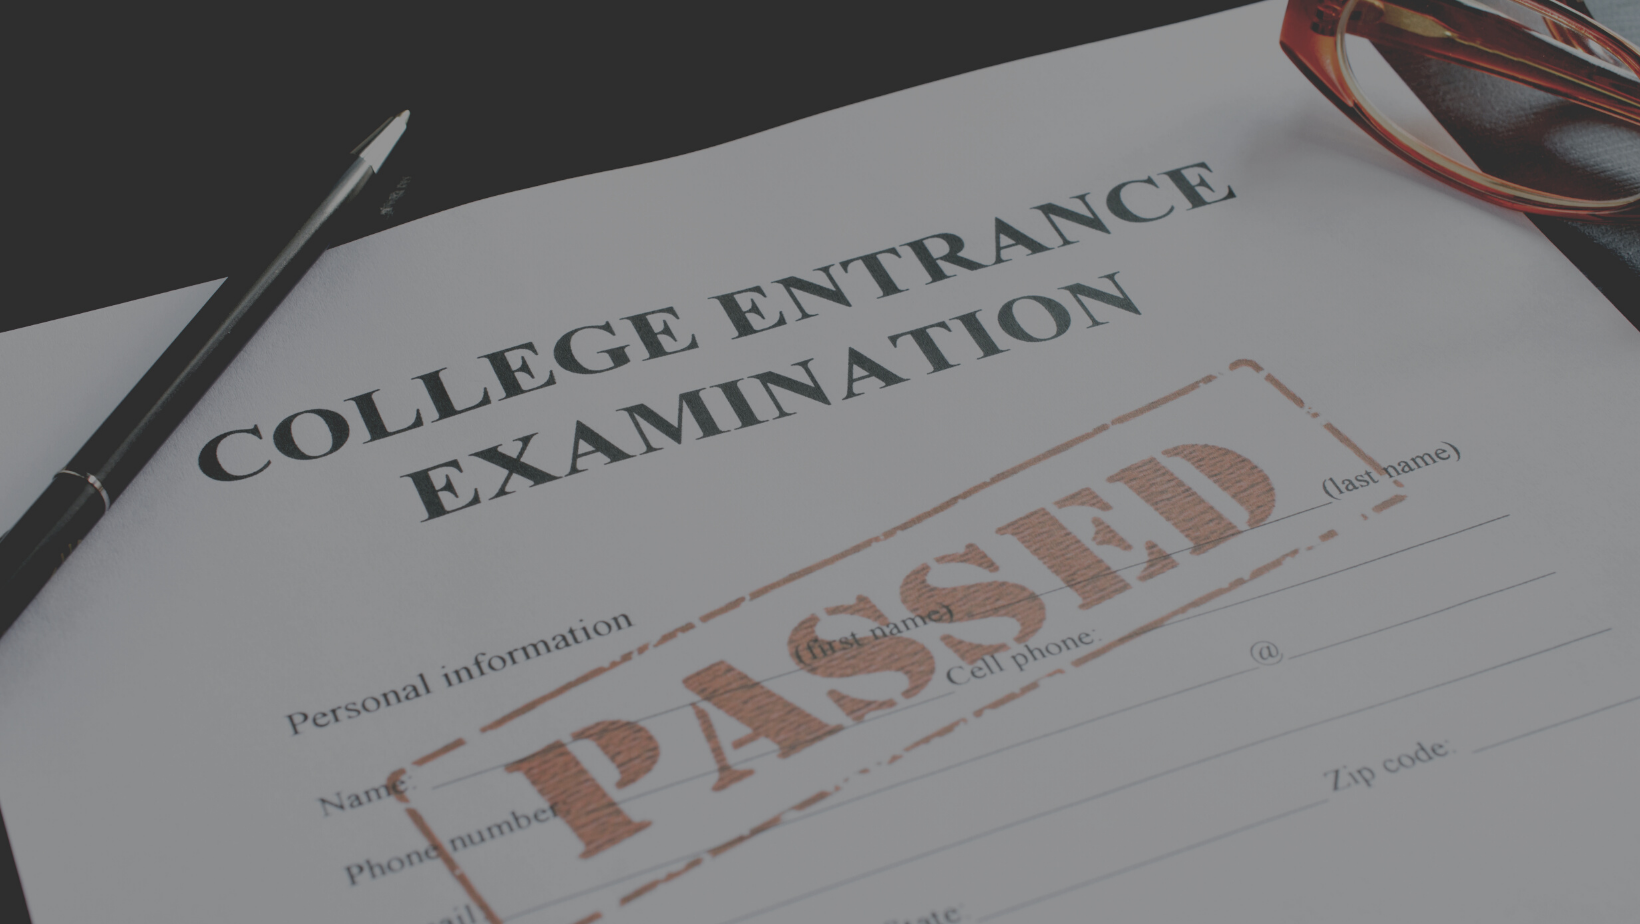 COLLEGE ENTRANCE
EXAMINATION
PASSED
Personal information
Name: (first name) (last name)
Phone number: Cell phone:
@
Zip code: